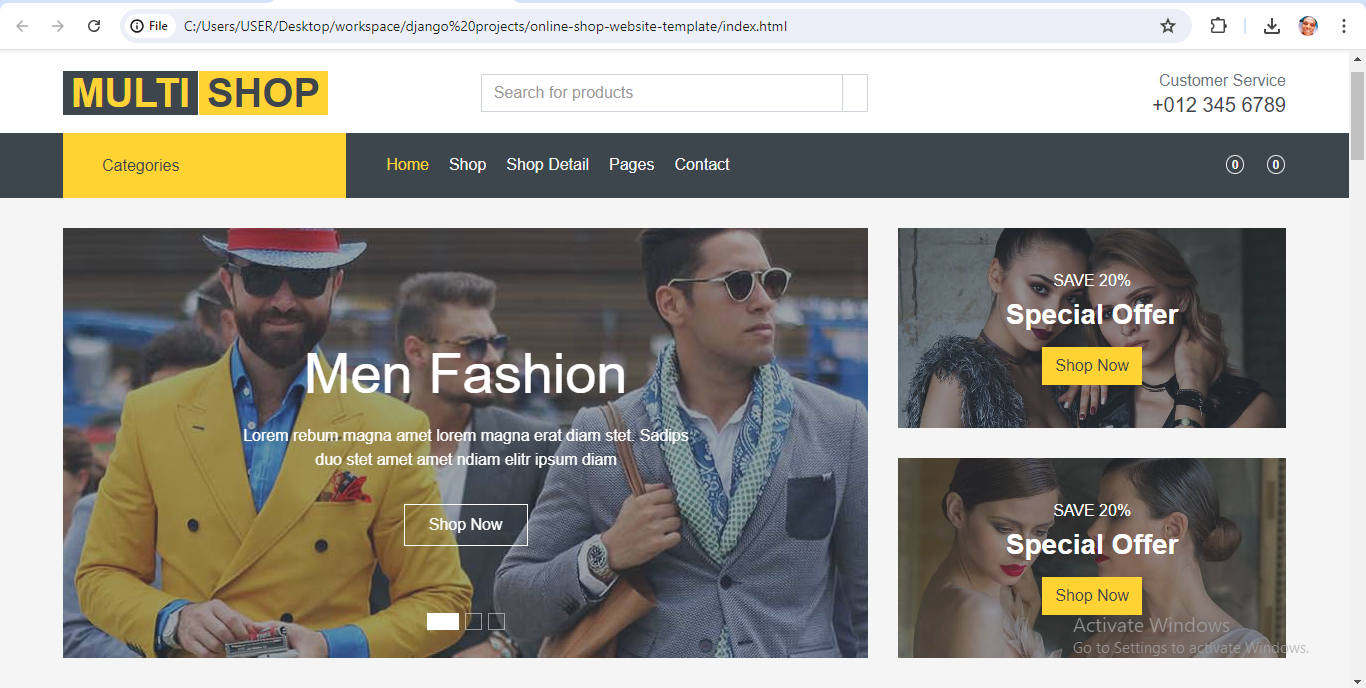 File
C:/Users/USER/Desktop/workspace/django%20projects/online-shop-website-template/index.html
MULTI SHOP
Search for products
Customer Service
+012 345 6789
Categories
Home Shop Shop Detail Pages Contact
0 0
Men Fashion
Lorem rebum magna amet lorem magna erat diam stet. Sadips
duo stet amet amet ndiam elitr ipsum diam
Shop Now
SAVE 20%
Special Offer
Shop Now
SAVE 20%
Special Offer
Shop Now
Activate Windows
Go to Settings to activate Windows.